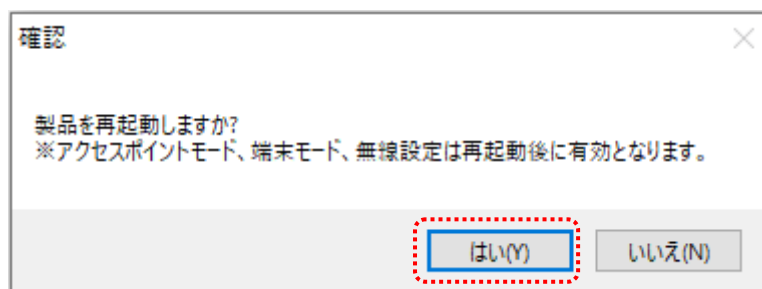 確認
製品を再起動しますか?
※アクセスポイントモード、端末モード、無線設定は再起動後に有効となります。
はい(Y)
いいえ(N)